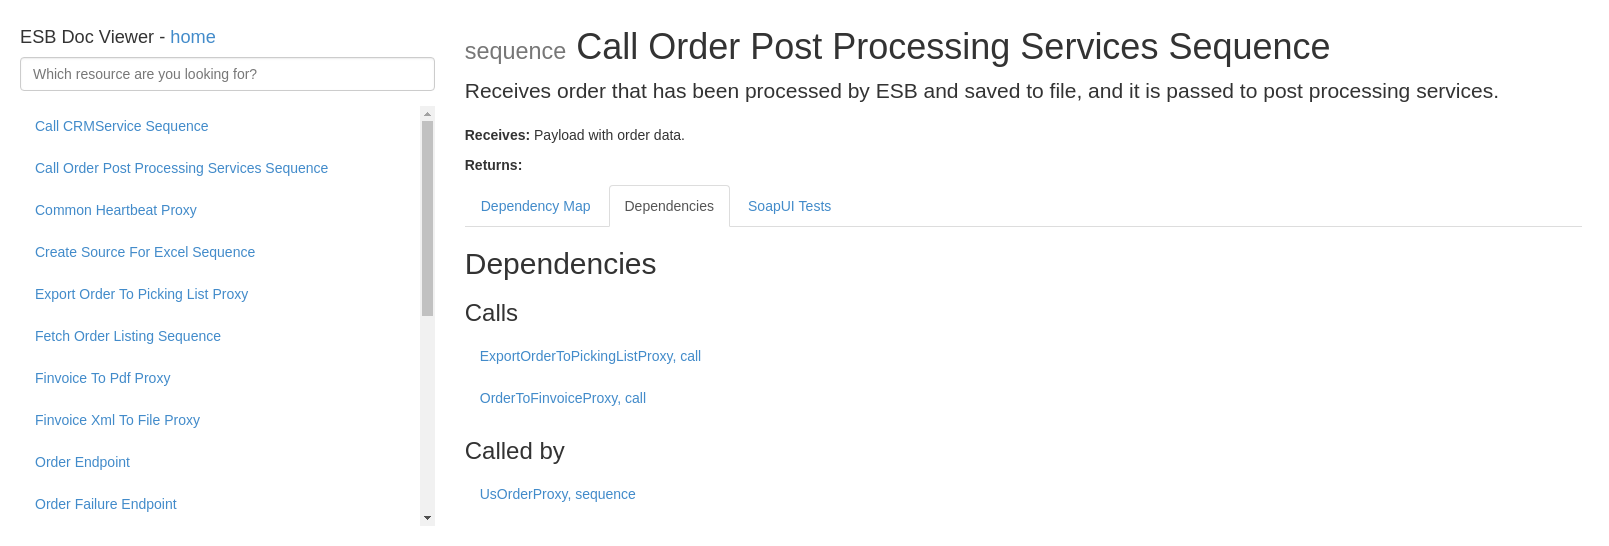 ESB Doc Viewer - home
Which resource are you looking for?
Call CRMService Sequence
Call Order Post Processing Services Sequence
Common Heartbeat Proxy
Create Source For Excel Sequence
Export Order To Picking List Proxy
Fetch Order Listing Sequence
Finvoice To Pdf Proxy
Finvoice Xml To File Proxy
Order Endpoint
Order Failure Endpoint
sequence Call Order Post Processing Services Sequence
Receives order that has been processed by ESB and saved to file, and it is passed to post processing services.
Receives: Payload with order data.
Returns:
Dependency Map Dependencies SoapUI Tests
Dependencies
Calls
ExportOrderToPickingListProxy, call
OrderToFinvoiceProxy, call
Called by
UsOrderProxy, sequence